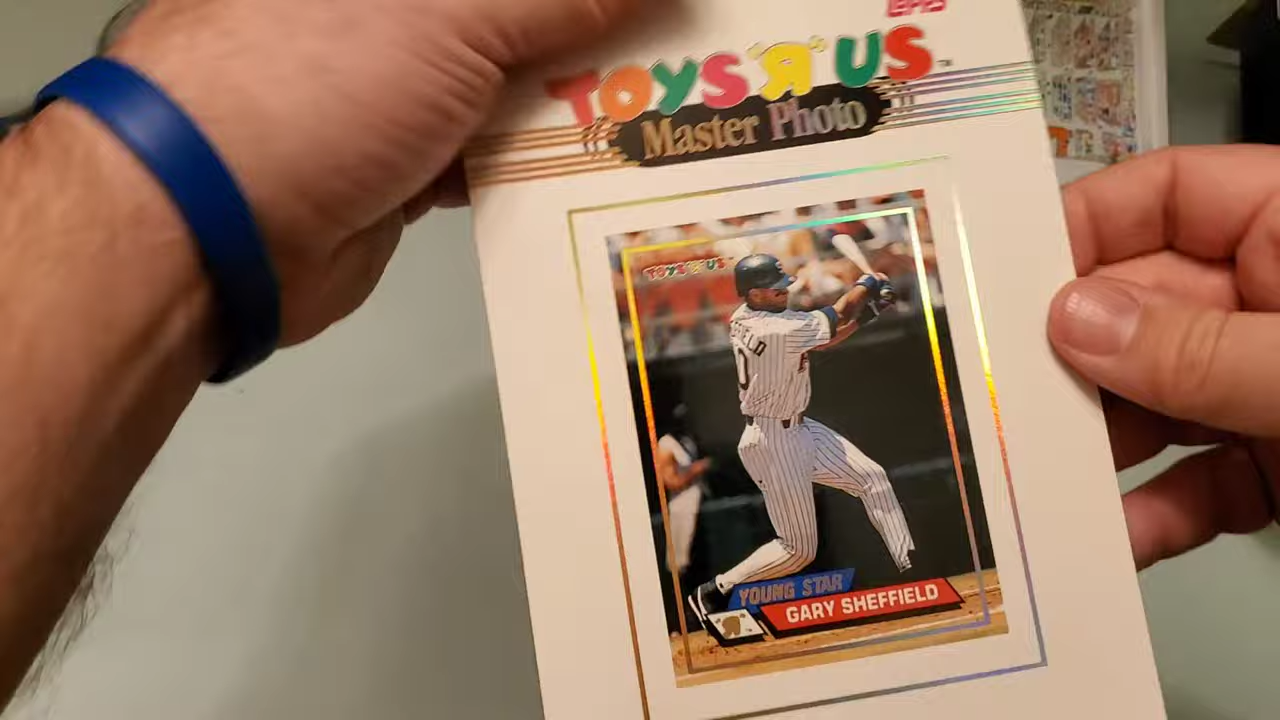 TOYS "R" US
Master Photo
TOYS "R" US
YOUNG STAR
GARY SHEFFIELD